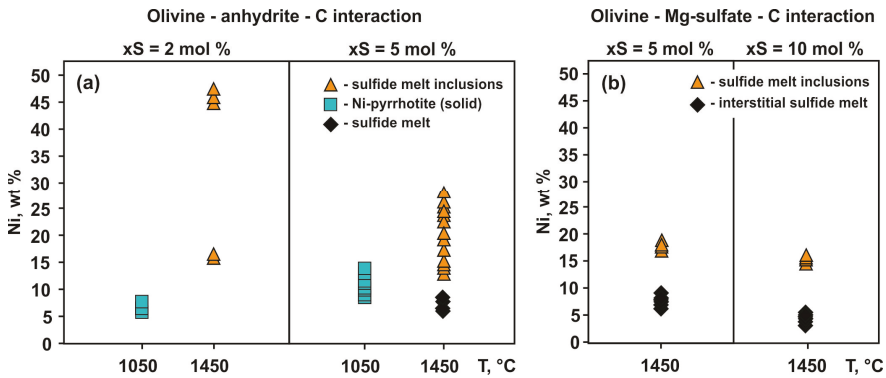 Olivine - anhydrite - C interaction
xS = 2 mol %
xS = 5 mol %
(a)
- sulfide melt inclusions
- Ni-pyrrhotite (solid)
- sulfide melt
Ni, wt %
50
45
40
35
30
25
20
15
10
5
0
1050
1450
1050
1450
T, °C
Olivine - Mg-sulfate - C interaction
xS = 5 mol %
xS = 10 mol %
(b)
- sulfide melt inclusions
- interstitial sulfide melt
Ni, wt %
50
45
40
35
30
25
20
15
10
5
0
1450
1450
T, °C